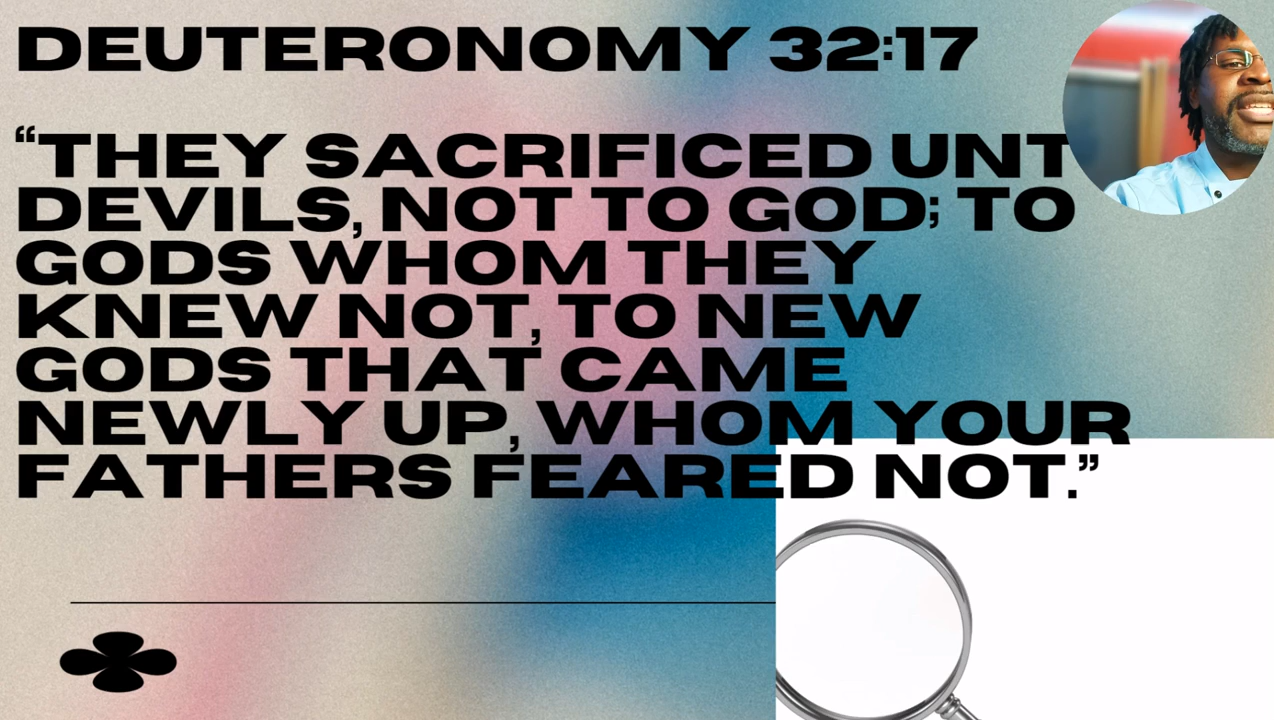 DEUTERONOMY 32:17
“THEY SACRIFICED UNT
DEVILS, NOT TO GOD; TO
GODS WHOM THEY
KNEW NOT, TO NEW
GODS THAT CAME
NEWLY UP, WHOM YOUR
FATHERS FEARED NOT.”